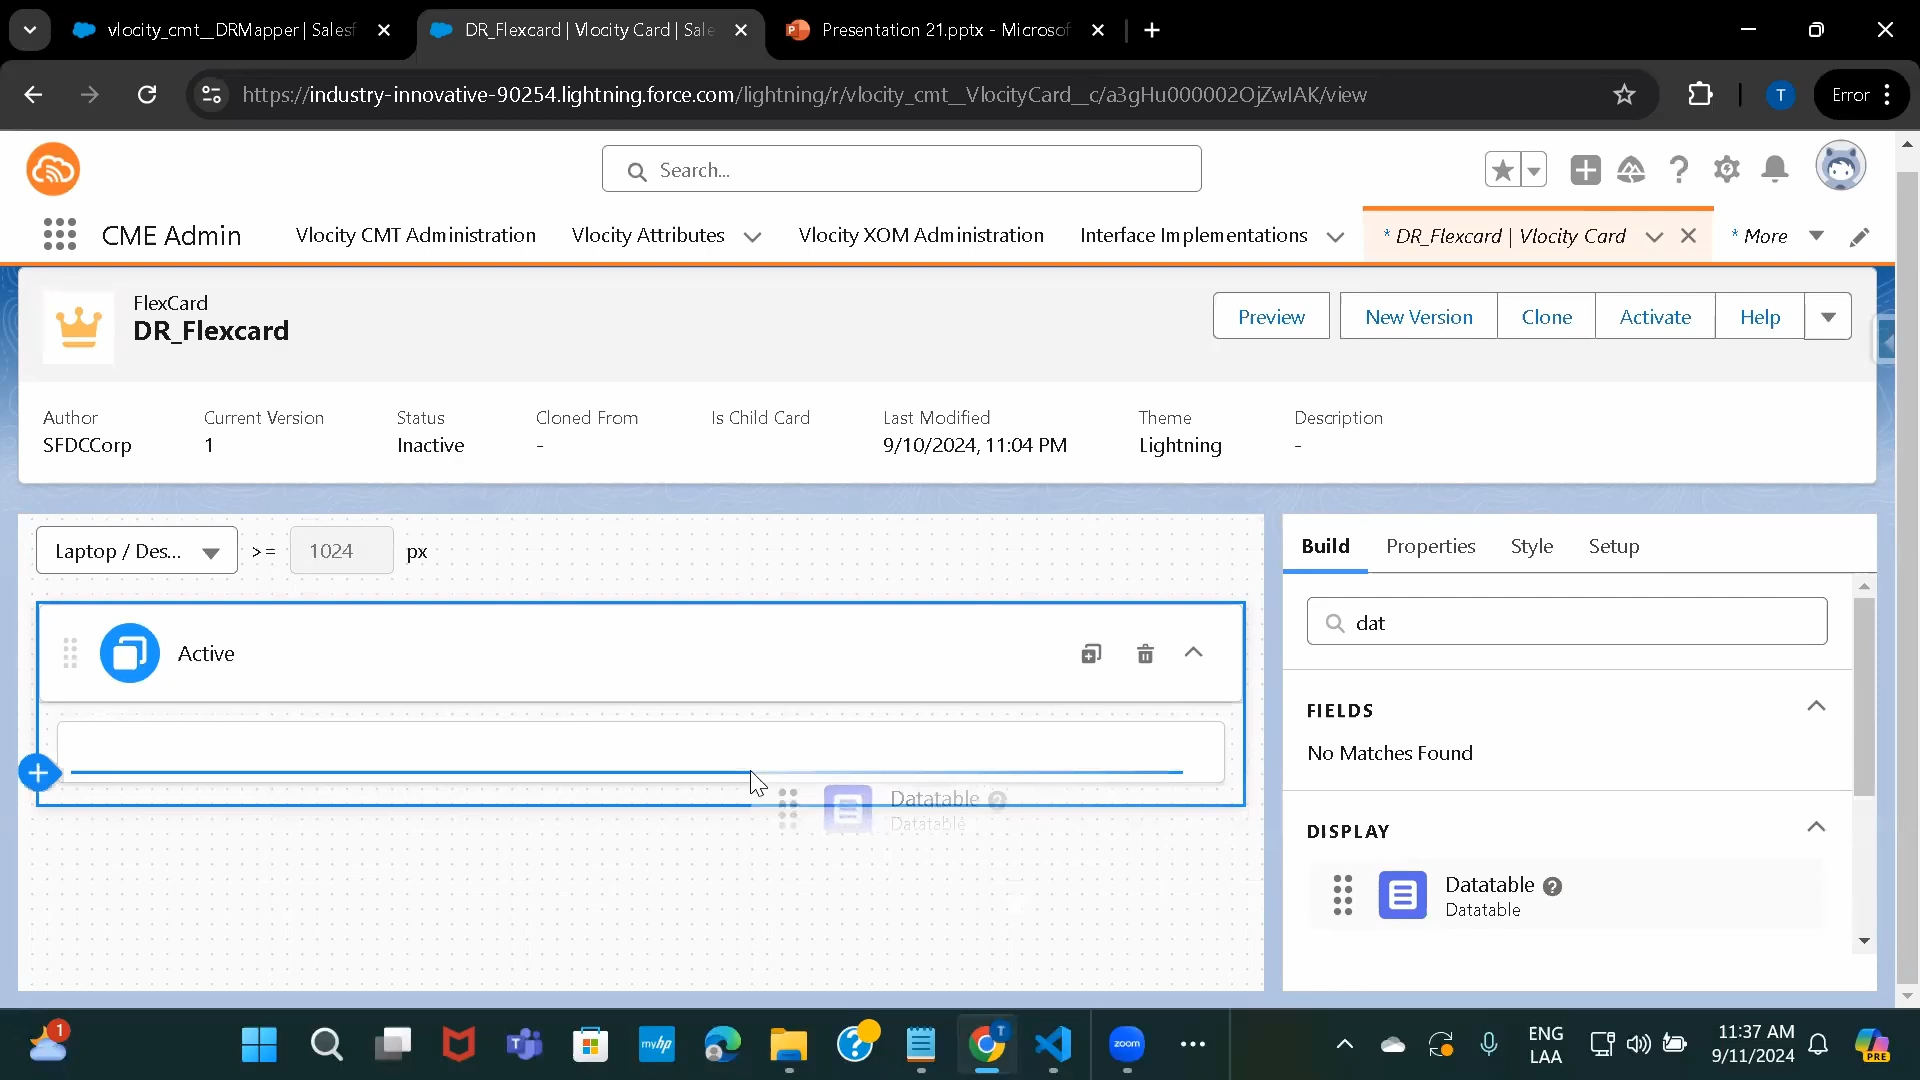 vlocity_cmt__DRMapper | Salesf
DR_Flexcard | Vlocity Card | Sale
Presentation 21.pptx - Microsof
https://industry-innovative-90254.lightning.force.com/lightning/r/vlocity_cmt__VlocityCard__c/a3gHu000002OjZwIAK/view
T
Error
Search...
CME Admin
Vlocity CMT Administration
Vlocity Attributes
Vlocity XOM Administration
Interface Implementations
* DR_Flexcard | Vlocity Card
* More
FlexCard
DR_Flexcard
Preview
New Version
Clone
Activate
Help
Author
SFDCCorp
Current Version
1
Status
Inactive
Cloned From
-
Is Child Card
Last Modified
9/10/2024, 11:04 PM
Theme
Lightning
Description
-
Laptop / Des...
>=
1024
px
Active
Datatable
Datatable
Build
Properties
Style
Setup
dat
FIELDS
No Matches Found
DISPLAY
Datatable
Datatable
1
myhp
T
zoom
ENG
LAA
11:37 AM
9/11/2024
PRE